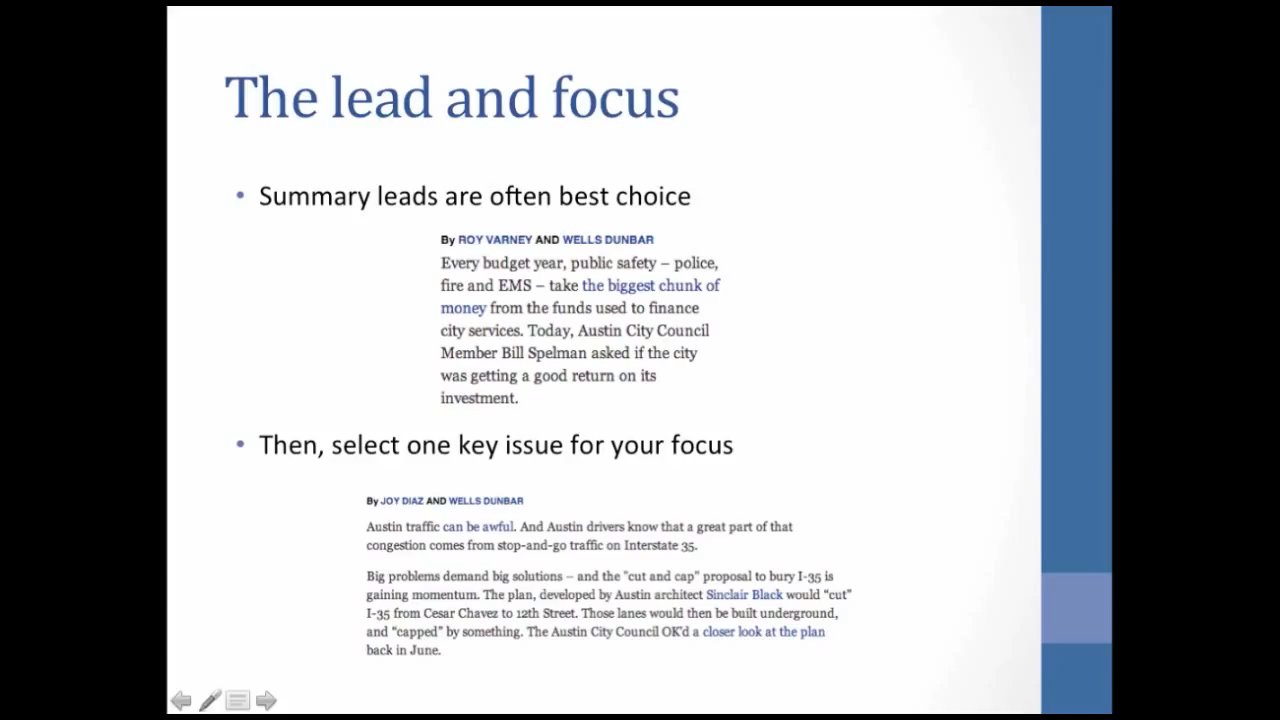 The lead and focus
• Summary leads are often best choice
By ROY VARNEY AND WELLS DUNBAR
Every budget year, public safety – police,
fire and EMS – take the biggest chunk of
money from the funds used to finance
city services. Today, Austin City Council
Member Bill Spelman asked if the city
was getting a good return on its
investment.
• Then, select one key issue for your focus
By JOY DIAZ AND WELLS DUNBAR
Austin traffic can be awful. And Austin drivers know that a great part of that
congestion comes from stop-and-go traffic on Interstate 35.
Big problems demand big solutions – and the "cut and cap" proposal to bury I-35 is
gaining momentum. The plan, developed by Austin architect Sinclair Black would “cut”
I-35 from Cesar Chavez to 12th Street. Those lanes would then be built underground,
and “capped” by something. The Austin City Council OK'd a closer look at the plan
back in June.